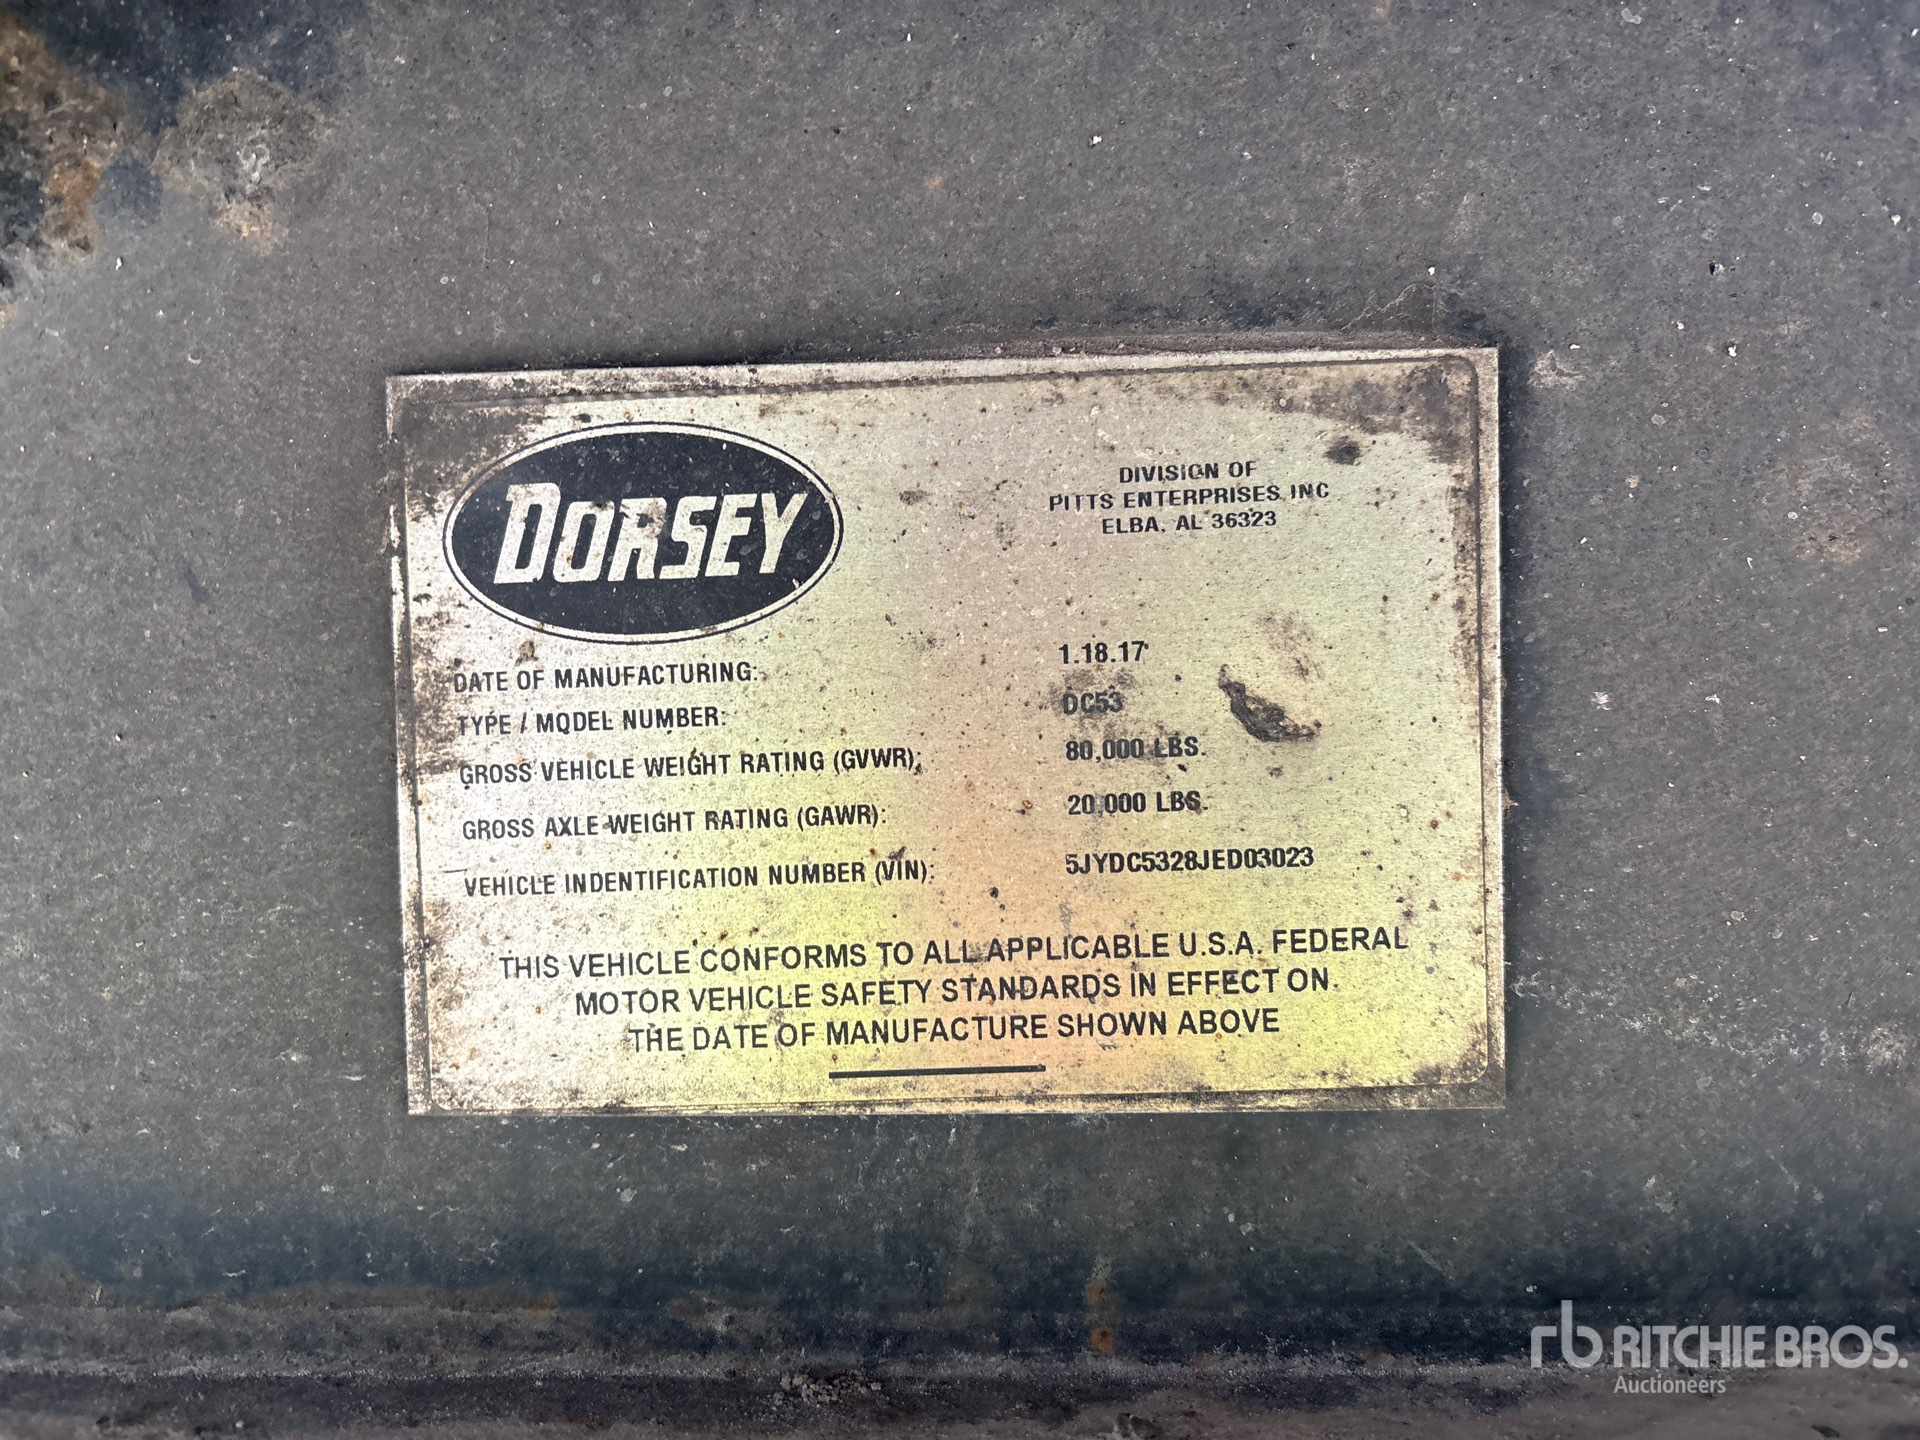 DORSEY
DIVISION OF
PITTS ENTERPRISES, INC
ELBA, AL 36323
DATE OF MANUFACTURING: 1.18.17
TYPE / MODEL NUMBER: DC53
GROSS VEHICLE WEIGHT RATING (GVWR): 80,000 LBS.
GROSS AXLE WEIGHT RATING (GAWR): 20,000 LBS.
VEHICLE INDENTIFICATION NUMBER (VIN): 5JYDC5328JED03023
THIS VEHICLE CONFORMS TO ALL APPLICABLE U.S.A. FEDERAL
MOTOR VEHICLE SAFETY STANDARDS IN EFFECT ON.
THE DATE OF MANUFACTURE SHOWN ABOVE
rb RITCHIE BROS.
Auctioneers